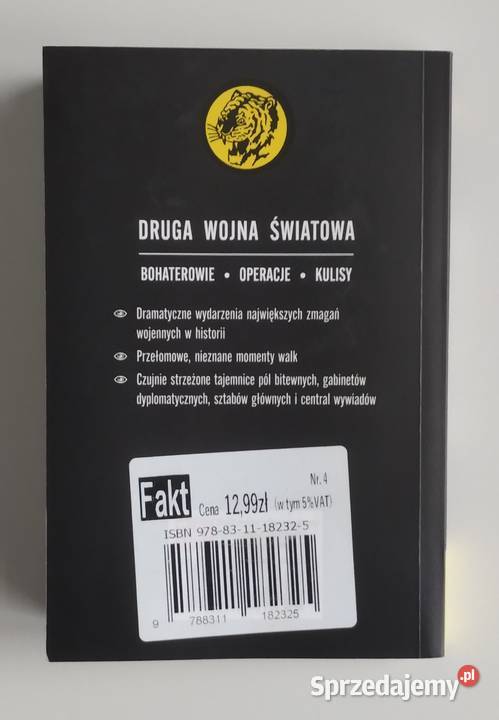 DRUGA WOJNA ŚWIATOWA
BOHATEROWIE • OPERACJE • KULISY
Dramatyczne wydarzenia największych zmagań
wojennych w historii
Przełomowe, nieznane momenty walk
Czujnie strzeżone tajemnice pól bitewnych, gabinetów
dyplomatycznych, sztabów głównych i central wywiadów
Nr. 4
Fakt Cena 12,99zł (w tym 5%VAT)
ISBN 978-83-11-18232-5
9 788311 182325
Sprzedajemy.pl